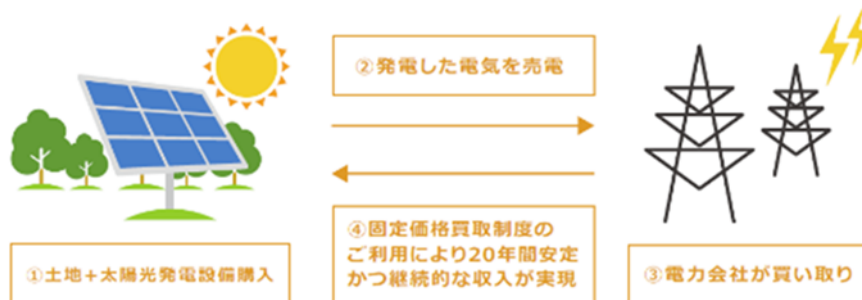 ②発電した電気を売電
④固定価格買取制度の
ご利用により20年間安定
かつ継続的な収入が実現
①土地+太陽光発電設備購入
③電力会社が買い取り